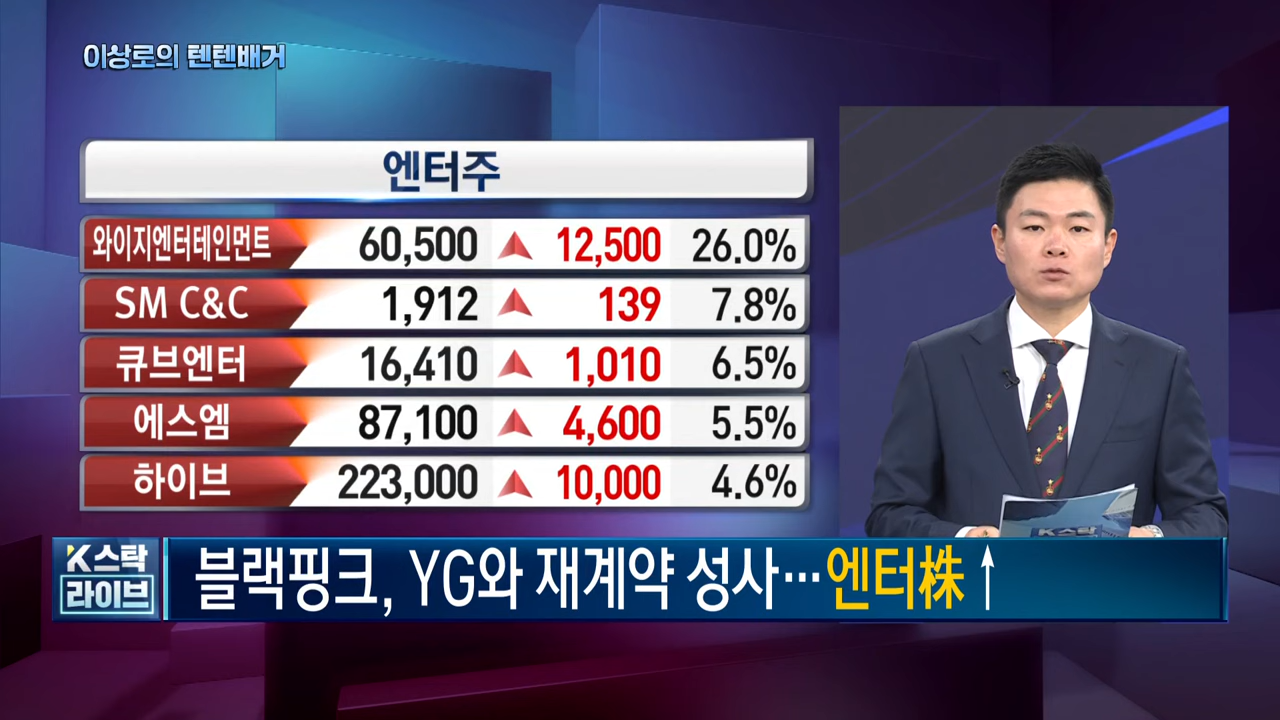 이상로의 텐텐배거
엔터주
와이지엔터테인먼트 60,500 ▲ 12,500 26.0%
SM C&C 1,912 ▲ 139 7.8%
큐브엔터 16,410 ▲ 1,010 6.5%
에스엠 87,100 ▲ 4,600 5.5%
하이브 223,000 ▲ 10,000 4.6%
K스탁
K스탁
라이브
블랙핑크, YG와 재계약 성사…엔터株↑